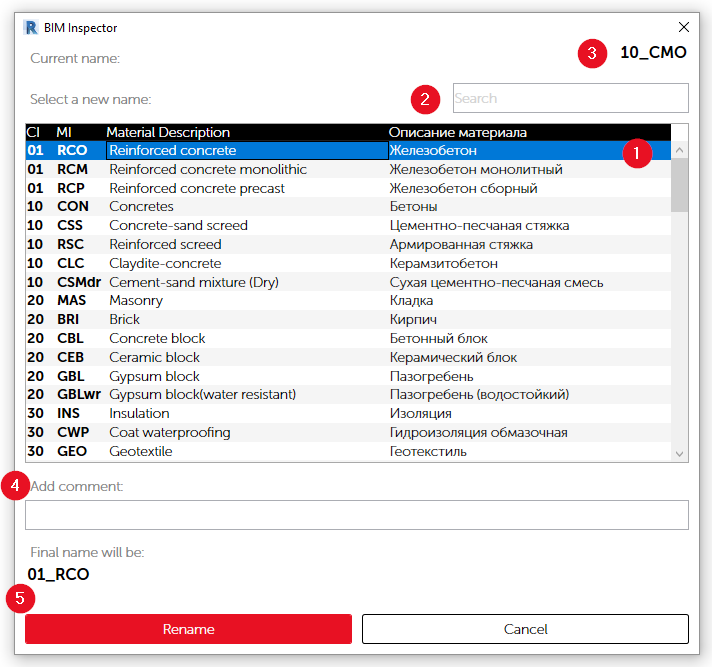 BIM Inspector
Current name:
3
10_CMO
Select a new name:
2
Search
CI MI Material Description Описание материала
01 RCO Reinforced concrete Железобетон
1
01 RCM Reinforced concrete monolithic Железобетон монолитный
01 RCP Reinforced concrete precast Железобетон сборный
10 CON Concretes Бетоны
10 CSS Concrete-sand screed Цементно-песчаная стяжка
10 RSC Reinforced screed Армированная стяжка
10 CLC Claydite-concrete Керамзитобетон
10 CSMdr Cement-sand mixture (Dry) Сухая цементно-песчаная смесь
20 MAS Masonry Кладка
20 BRI Brick Кирпич
20 CBL Concrete block Бетонный блок
20 CEB Ceramic block Керамический блок
20 GBL Gypsum block Пазогребень
20 GBLwr Gypsum block(water resistant) Пазогребень (водостойкий)
30 INS Insulation Изоляция
30 CWP Coat waterproofing Гидроизоляция обмазочная
30 GEO Geotextile Геотекстиль
4
Add comment:
Final name will be:
01_RCO
5
Rename
Cancel